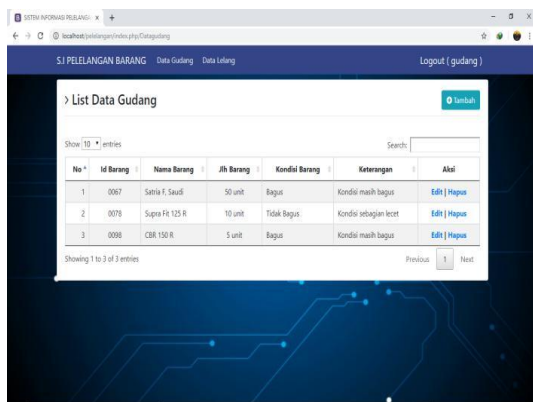 SISTEM INFORMASI PELELANG
localhost/pelelangan/index.php/Datagudang
S.I PELELANGAN BARANG Data Gudang Data Lelang Logout ( gudang )
> List Data Gudang Tambah
Show 10 entries Search:
No Id Barang Nama Barang Jlh Barang Kondisi Barang Keterangan Aksi
1 0067 Satria F. Saudi 50 unit Bagus Kondisi masih bagus Edit | Hapus
2 0078 Supra Fit 125 R 10 unit Tidak Bagus Kondisi sebagian lecet Edit | Hapus
3 0098 CBR 150 R 5 unit Bagus Kondisi masih bagus Edit | Hapus
Showing 1 to 3 of 3 entries Previous 1 Next